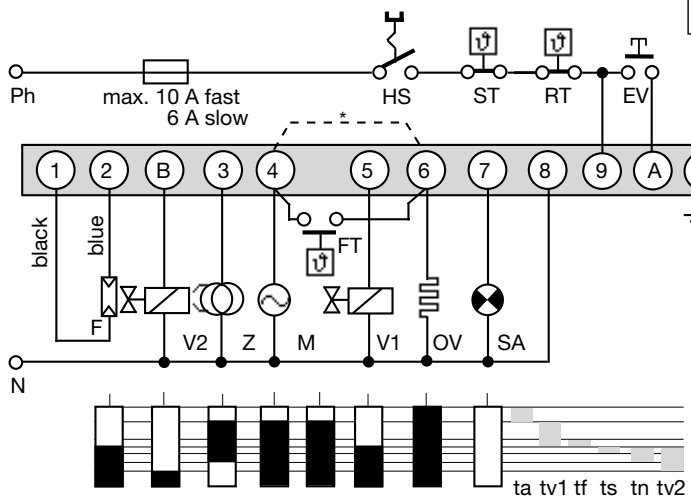 Ph
max. 10 A fast
6 A slow
HS
ϑ
ST
ϑ
RT
EV
*
1 2 B 3 4 5 6 7 8 9 A
black
blue
FT
ϑ
F
V2 Z M V1 OV SA
N
ta tv1 tf ts tn tv2